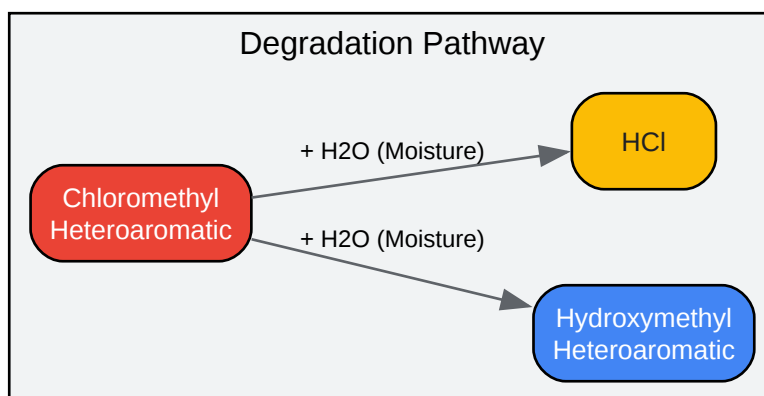 Degradation Pathway
+ H2O (Moisture)
HCl
Chloromethyl
Heteroaromatic
+ H2O (Moisture)
Hydroxymethyl
Heteroaromatic